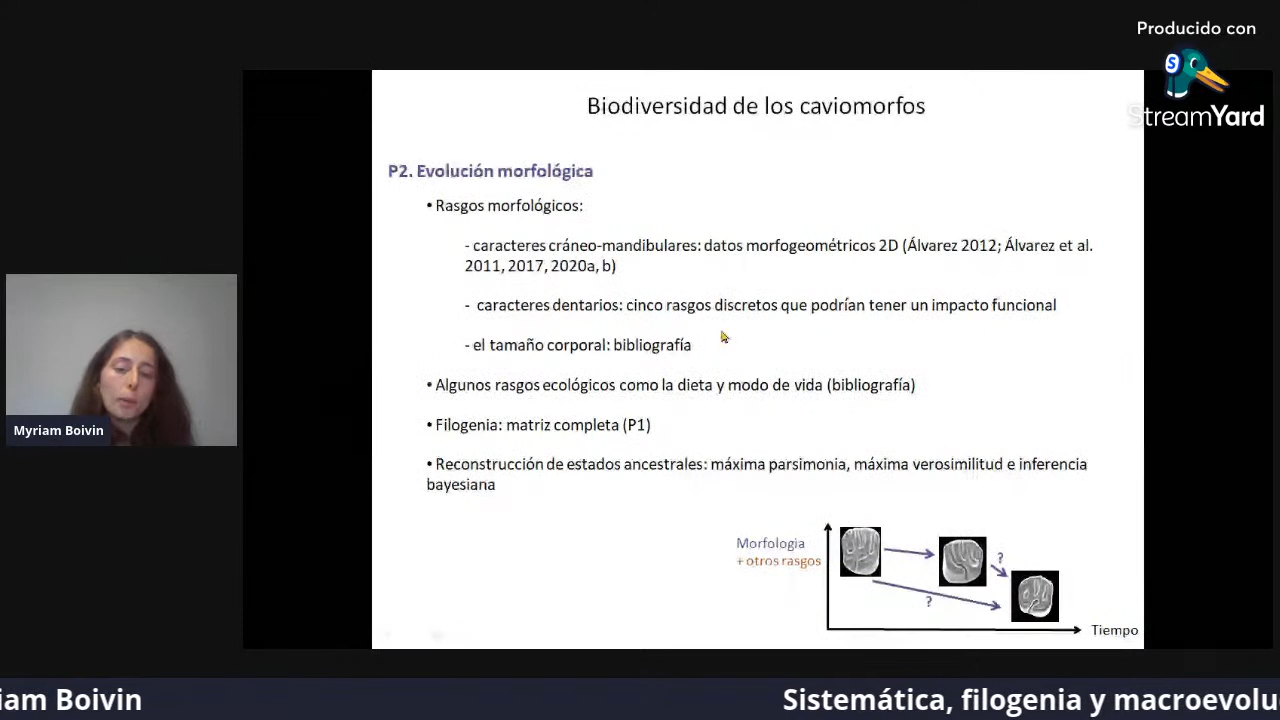 Producido con
StreamYard
Biodiversidad de los caviomorfos
P2. Evolución morfológica
• Rasgos morfológicos:
- caracteres cráneo-mandibulares: datos morfogeométricos 2D (Álvarez 2012; Álvarez et al.
2011, 2017, 2020a, b)
- caracteres dentarios: cinco rasgos discretos que podrían tener un impacto funcional
- el tamaño corporal: bibliografía
• Algunos rasgos ecológicos como la dieta y modo de vida (bibliografía)
• Filogenia: matriz completa (P1)
• Reconstrucción de estados ancestrales: máxima parsimonia, máxima verosimilitud e inferencia
bayesiana
Morfologia
+ otros rasgos
?
?
Tiempo
Myriam Boivin
iam Boivin
Sistemática, filogenia y macroevolu